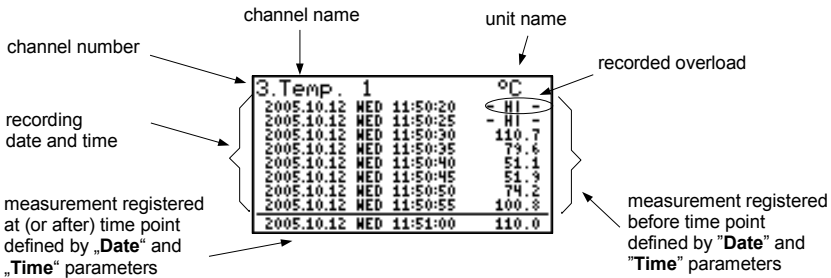 channel name
unit name
channel number
recorded overload
3.Temp. 1 °C
2005.10.12 WED 11:50:20 - HI -
2005.10.12 WED 11:50:25 - HI -
2005.10.12 WED 11:50:30 110.7
2005.10.12 WED 11:50:35 79.6
2005.10.12 WED 11:50:40 51.1
2005.10.12 WED 11:50:45 51.9
2005.10.12 WED 11:50:50 74.2
2005.10.12 WED 11:50:55 100.8
2005.10.12 WED 11:51:00 110.0
recording
date and time
measurement registered
at (or after) time point
defined by „Date“ and
„Time“ parameters
measurement registered
before time point
defined by ”Date” and
”Time” parameters